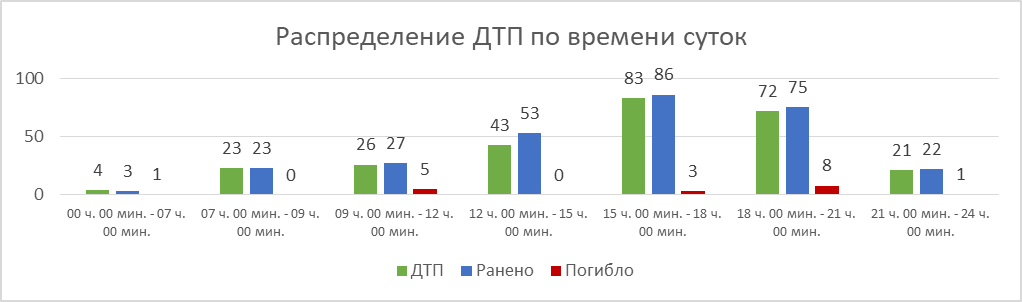 Распределение ДТП по времени суток
100
50
0
4 3 1
23 23 0
26 27 5
43 53 0
83 86 3
72 75 8
21 22 1
00 ч. 00 мин. - 07 ч.
00 мин.
07 ч. 00 мин. - 09 ч.
00 мин.
09 ч. 00 мин. - 12 ч.
00 мин.
12 ч. 00 мин. - 15 ч.
00 мин.
15 ч. 00 мин. - 18 ч.
00 мин.
18 ч. 00 мин. - 21 ч.
00 мин.
21 ч. 00 мин. - 24 ч.
00 мин.
ДТП Ранено Погибло